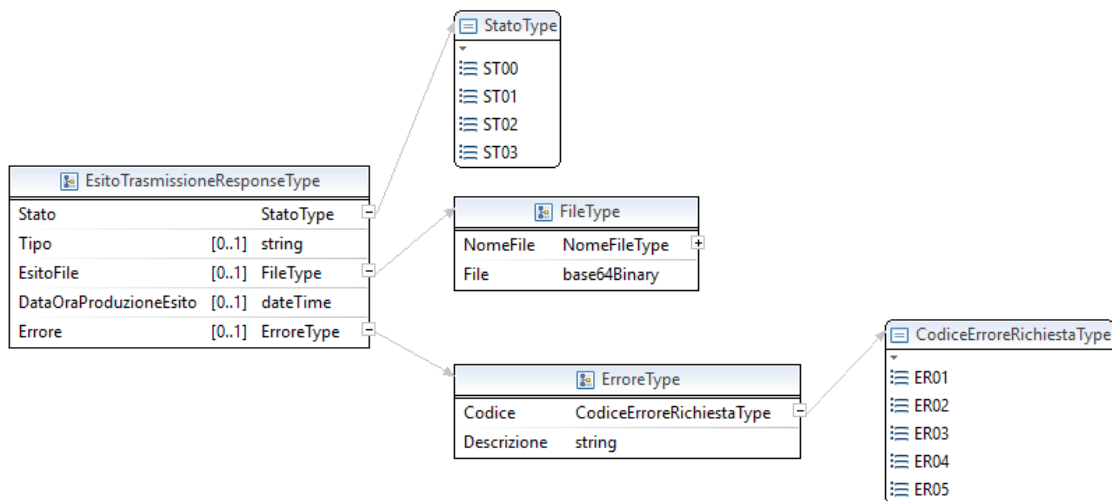 StatoType
ST00
ST01
ST02
ST03
EsitoTrasmissioneResponseType
Stato StatoType
Tipo [0..1] string
EsitoFile [0..1] FileType
DataOraProduzioneEsito [0..1] dateTime
Errore [0..1] ErroreType
FileType
NomeFile NomeFileType
File base64Binary
ErroreType
Codice CodiceErroreRichiestaType
Descrizione string
CodiceErroreRichiestaType
ER01
ER02
ER03
ER04
ER05